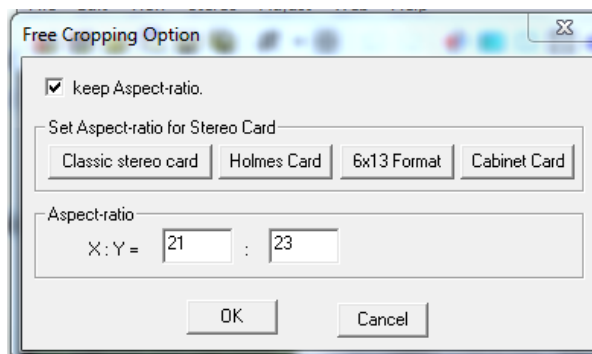 Free Cropping Option
keep Aspect-ratio.
Set Aspect-ratio for Stereo Card
Classic stereo card Holmes Card 6x13 Format Cabinet Card
Aspect-ratio
X : Y = 21 : 23
OK Cancel